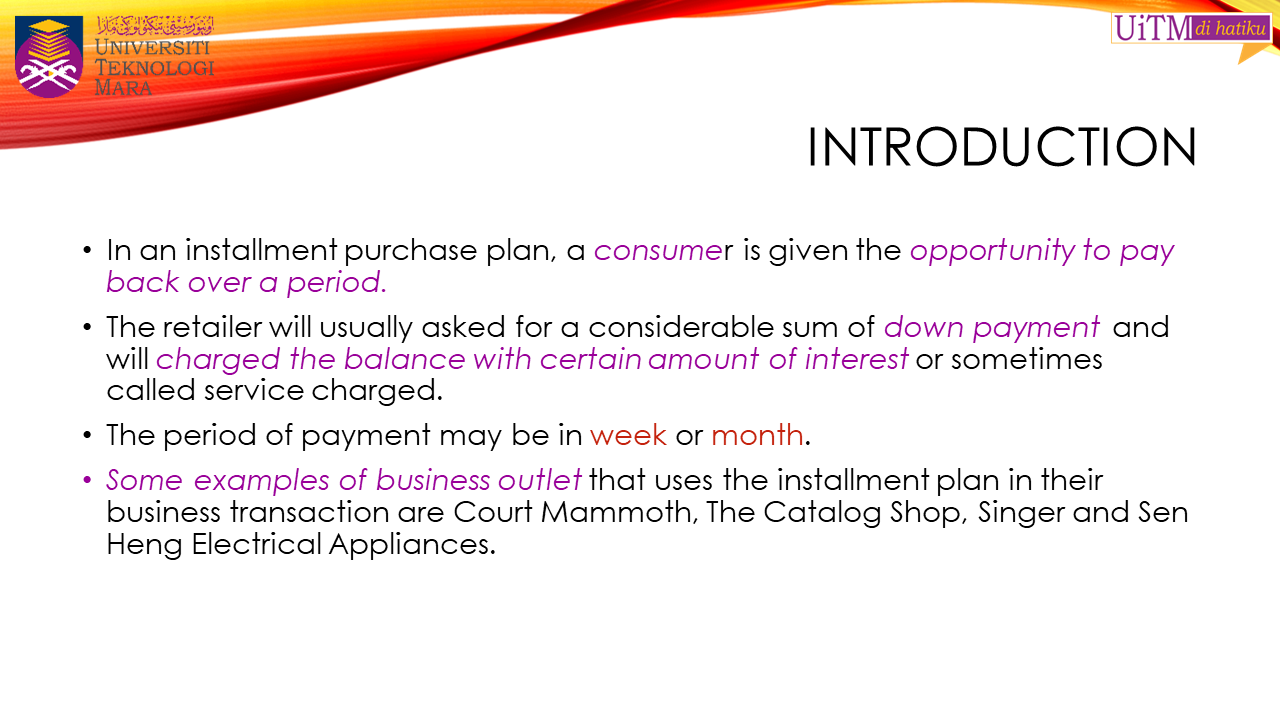 UNIVERSITI
TEKNOLOGI
MARA
UiTM di hatiku
INTRODUCTION
• In an installment purchase plan, a consumer is given the opportunity to pay
back over a period.
• The retailer will usually asked for a considerable sum of down payment and
will charged the balance with certain amount of interest or sometimes
called service charged.
• The period of payment may be in week or month.
• Some examples of business outlet that uses the installment plan in their
business transaction are Court Mammoth, The Catalog Shop, Singer and Sen
Heng Electrical Appliances.